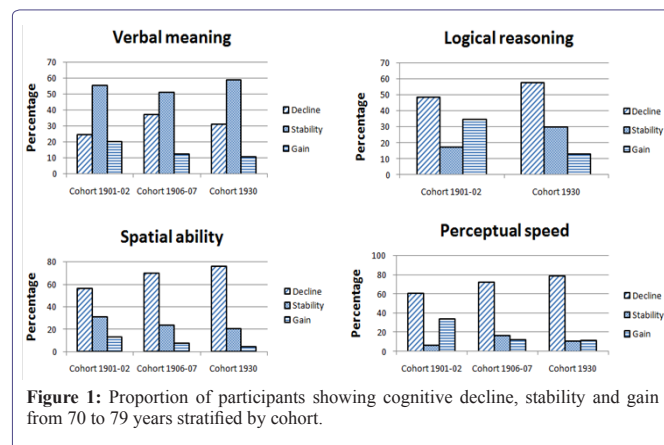 Verbal meaning
Percentage
70
60
50
40
30
20
10
0
Cohort 1901-02 Cohort 1906-07 Cohort 1930
Decline
Stability
Gain
Logical reasoning
Percentage
70
60
50
40
30
20
10
0
Cohort 1901-02 Cohort 1930
Decline
Stability
Gain
Spatial ability
Percentage
80
60
40
20
0
Cohort 1901-02 Cohort 1906-07 Cohort 1930
Decline
Stability
Gain
Perceptual speed
Percentage
100
80
60
40
20
0
Cohort 1901-02 Cohort 1906-07 Cohort 1930
Decline
Stability
Gain
Figure 1: Proportion of participants showing cognitive decline, stability and gain
from 70 to 79 years stratified by cohort.